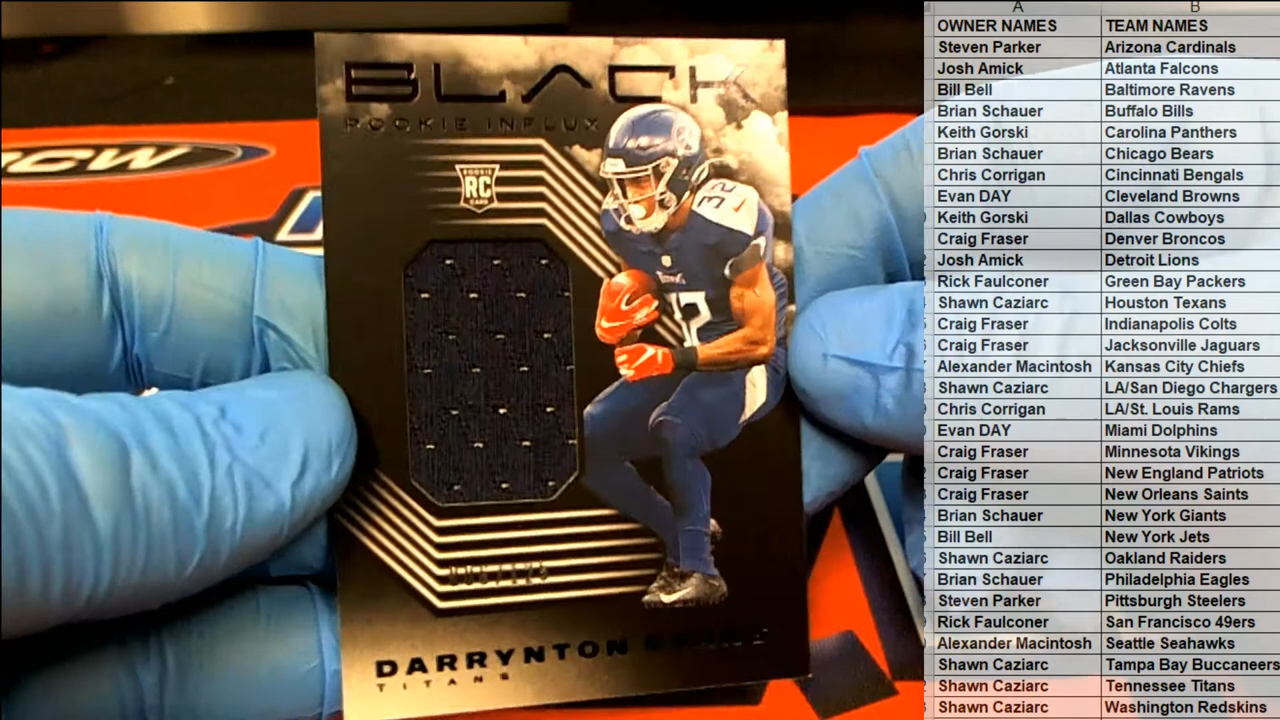 BLACK
ROOKIE INFLUX
ROOKIE
RC
CARD
32
32
TITANS
DARRYNTON
TITANS
A B
OWNER NAMES TEAM NAMES
Steven Parker Arizona Cardinals
Josh Amick Atlanta Falcons
Bill Bell Baltimore Ravens
Brian Schauer Buffalo Bills
Keith Gorski Carolina Panthers
Brian Schauer Chicago Bears
Chris Corrigan Cincinnati Bengals
Evan DAY Cleveland Browns
Keith Gorski Dallas Cowboys
Craig Fraser Denver Broncos
Josh Amick Detroit Lions
Rick Faulconer Green Bay Packers
Shawn Caziarc Houston Texans
Craig Fraser Indianapolis Colts
Craig Fraser Jacksonville Jaguars
Alexander Macintosh Kansas City Chiefs
Shawn Caziarc LA/San Diego Chargers
Chris Corrigan LA/St. Louis Rams
Evan DAY Miami Dolphins
Craig Fraser Minnesota Vikings
Craig Fraser New England Patriots
Craig Fraser New Orleans Saints
Brian Schauer New York Giants
Bill Bell New York Jets
Shawn Caziarc Oakland Raiders
Brian Schauer Philadelphia Eagles
Steven Parker Pittsburgh Steelers
Rick Faulconer San Francisco 49ers
Alexander Macintosh Seattle Seahawks
Shawn Caziarc Tampa Bay Buccaneers
Shawn Caziarc Tennessee Titans
Shawn Caziarc Washington Redskins